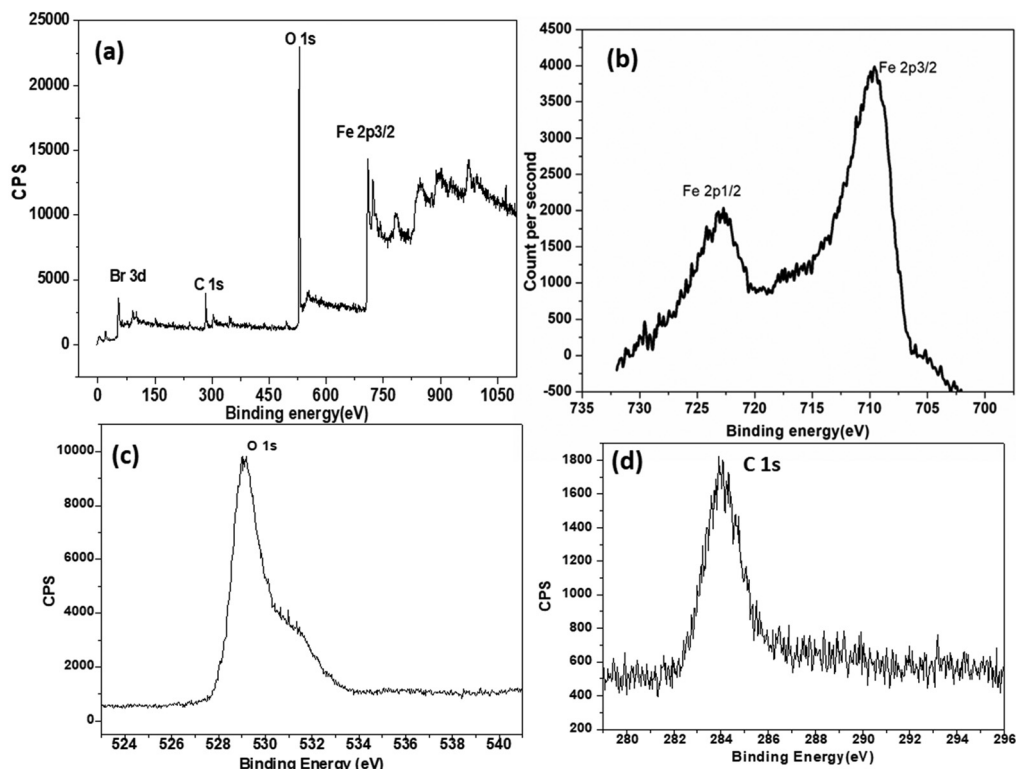 (a)
O 1s
Fe 2p3/2
Br 3d
C 1s
CPS
25000
20000
15000
10000
5000
0
0 150 300 450 600 750 900 1050
Binding energy(eV)
(b)
Fe 2p3/2
Fe 2p1/2
Count per second
4500
4000
3500
3000
2500
2000
1500
1000
500
0
-500
735 730 725 720 715 710 705 700
Binding energy(eV)
(c)
O 1s
CPS
10000
8000
6000
4000
2000
0
524 526 528 530 532 534 536 538 540
Binding Energy (eV)
(d)
C 1s
CPS
1800
1600
1400
1200
1000
800
600
400
200
280 282 284 286 288 290 292 294 296
Binding Energy(eV)